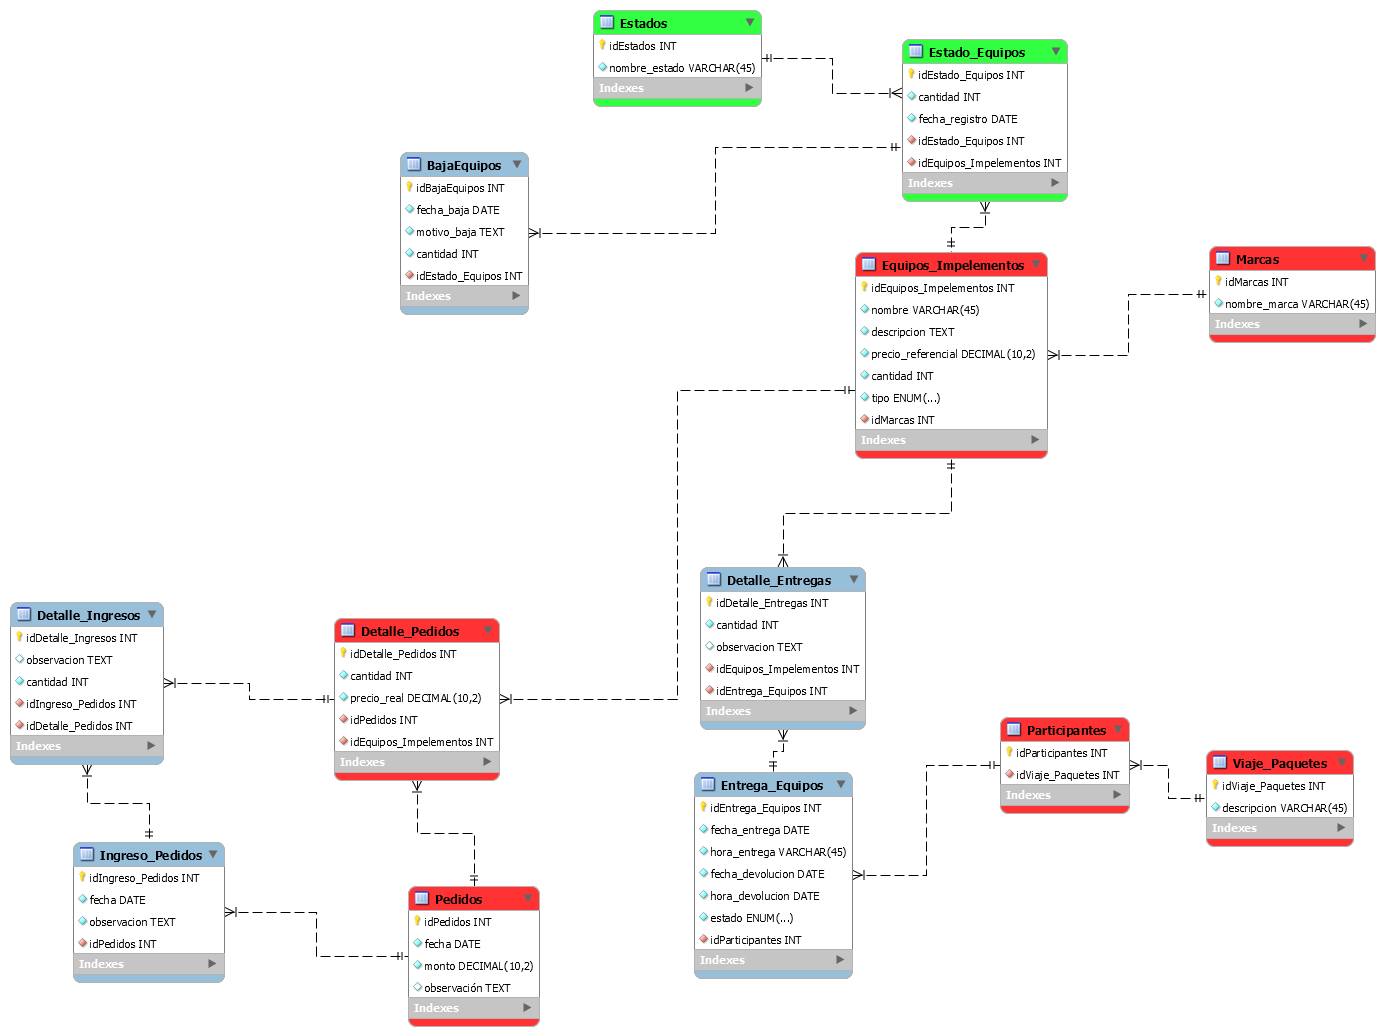 Estados
idEstados INT
nombre_estado VARCHAR(45)
Indexes
Estado_Equipos
idEstado_Equipos INT
cantidad INT
fecha_registro DATE
idEstado_Equipos INT
idEquipos_Impelementos INT
Indexes
BajaEquipos
idBajaEquipos INT
fecha_baja DATE
motivo_baja TEXT
cantidad INT
idEstado_Equipos INT
Indexes
Equipos_Impelementos
idEquipos_Impelementos INT
nombre VARCHAR(45)
descripcion TEXT
precio_referencial DECIMAL(10,2)
cantidad INT
tipo ENUM(...)
idMarcas INT
Indexes
Marcas
idMarcas INT
nombre_marca VARCHAR(45)
Indexes
Detalle_Ingresos
idDetalle_Ingresos INT
observacion TEXT
cantidad INT
idIngreso_Pedidos INT
idDetalle_Pedidos INT
Indexes
Detalle_Pedidos
idDetalle_Pedidos INT
cantidad INT
precio_real DECIMAL(10,2)
idPedidos INT
idEquipos_Impelementos INT
Indexes
Detalle_Entregas
idDetalle_Entregas INT
cantidad INT
observacion TEXT
idEquipos_Impelementos INT
idEntrega_Equipos INT
Indexes
Participantes
idParticipantes INT
idViaje_Paquetes INT
Indexes
Viaje_Paquetes
idViaje_Paquetes INT
descripcion VARCHAR(45)
Indexes
Entrega_Equipos
idEntrega_Equipos INT
fecha_entrega DATE
hora_entrega VARCHAR(45)
fecha_devolucion DATE
hora_devolucion DATE
estado ENUM(...)
idParticipantes INT
Indexes
Ingreso_Pedidos
idIngreso_Pedidos INT
fecha DATE
observacion TEXT
idPedidos INT
Indexes
Pedidos
idPedidos INT
fecha DATE
monto DECIMAL(10,2)
observación TEXT
Indexes